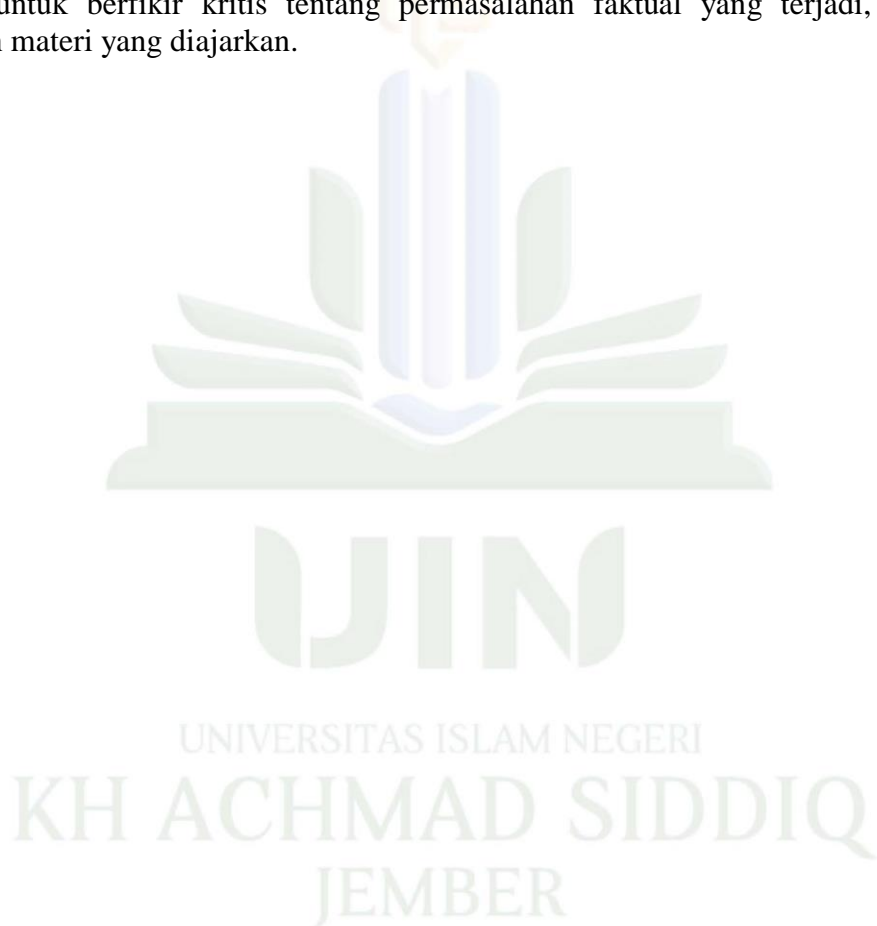 untuk berfikir kritis tentang permasalahan faktual yang terjadi,
materi yang diajarkan.
UIN
UNIVERSITAS ISLAM NEGERI
KH ACHMAD SIDDIQ
JEMBER